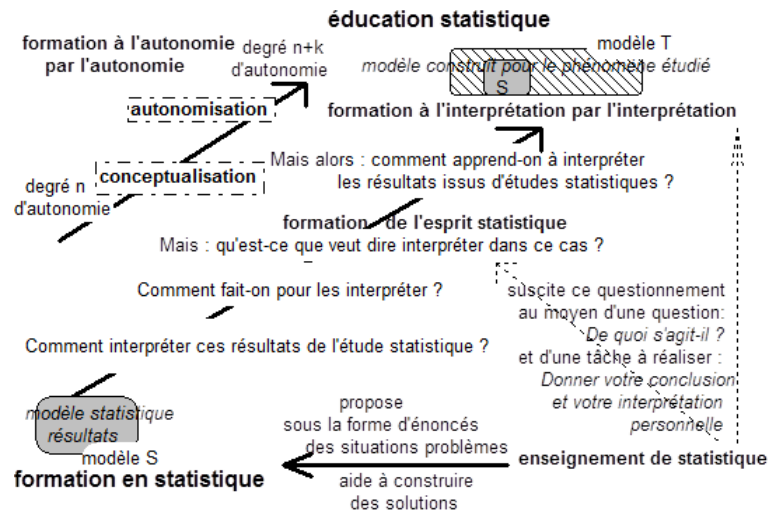 éducation statistique
formation à l'autonomie
par l'autonomie
degré n+k
d'autonomie
modèle T
modèle construit pour le phénomène étudié
S
autonomisation
formation à l'interprétation par l'interprétation
Mais alors : comment apprend-on à interpréter
les résultats issus d'études statistiques ?
conceptualisation
degré n
d'autonomie
formation de l'esprit statistique
Mais : qu'est-ce que veut dire interpréter dans ce cas ?
Comment fait-on pour les interpréter ?
suscite ce questionnement
au moyen d'une question:
De quoi s'agit-il ?
et d'une tâche à réaliser :
Donner votre conclusion
et votre interprétation
personnelle
Comment interpréter ces résultats de l'étude statistique ?
modèle statistique
résultats
modèle S
formation en statistique
propose
sous la forme d'énoncés
des situations problèmes
aide à construire
des solutions
enseignement de statistique